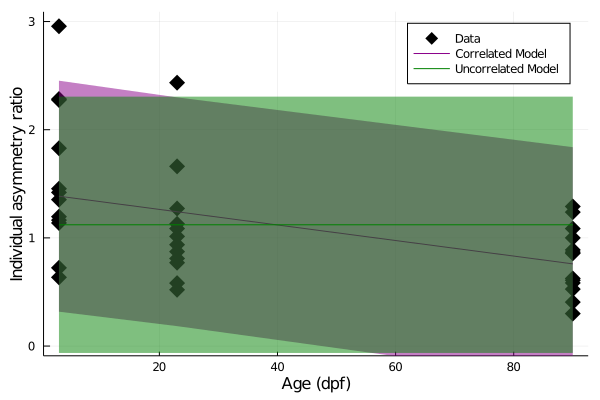 3
Data
Correlated Model
Uncorrelated Model
2
1
0
Individual asymmetry ratio
20
40
60
80
Age (dpf)